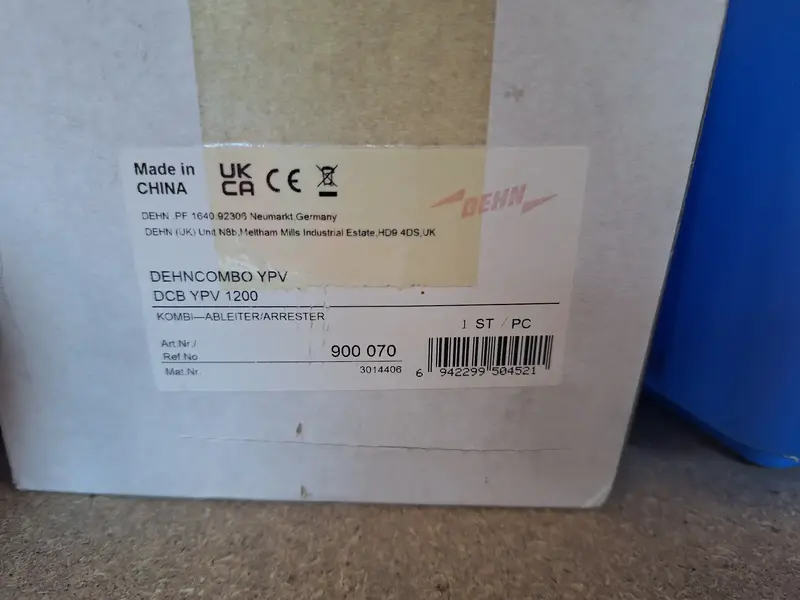 Made in
CHINA
UK
CA
CE
DEHN
DEHN .PF 1640.92306 Neumarkt,Germany
DEHN (UK) Unit N8b,Meltham Mills Industrial Estate,HD9 4DS,UK
DEHNCOMBO YPV
DCB YPV 1200
KOMBI—ABLEITER/ARRESTER
1 ST / PC
Art.Nr./
Ref.No
900 070
Mat.Nr.
3014406
6 942299 504521